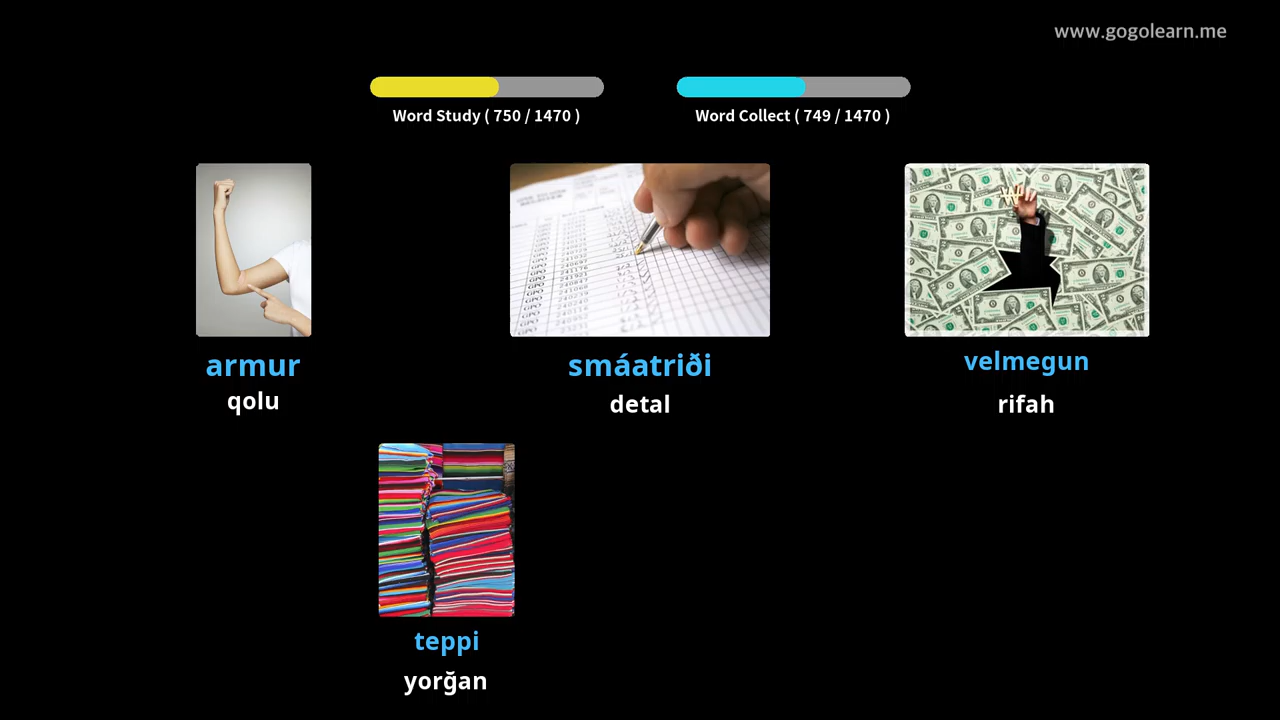 www.gogolearn.me
Word Study ( 750 / 1470 )
Word Collect ( 749 / 1470 )
armur
qolu
smáatriði
detal
velmegun
rifah
teppi
yorğan